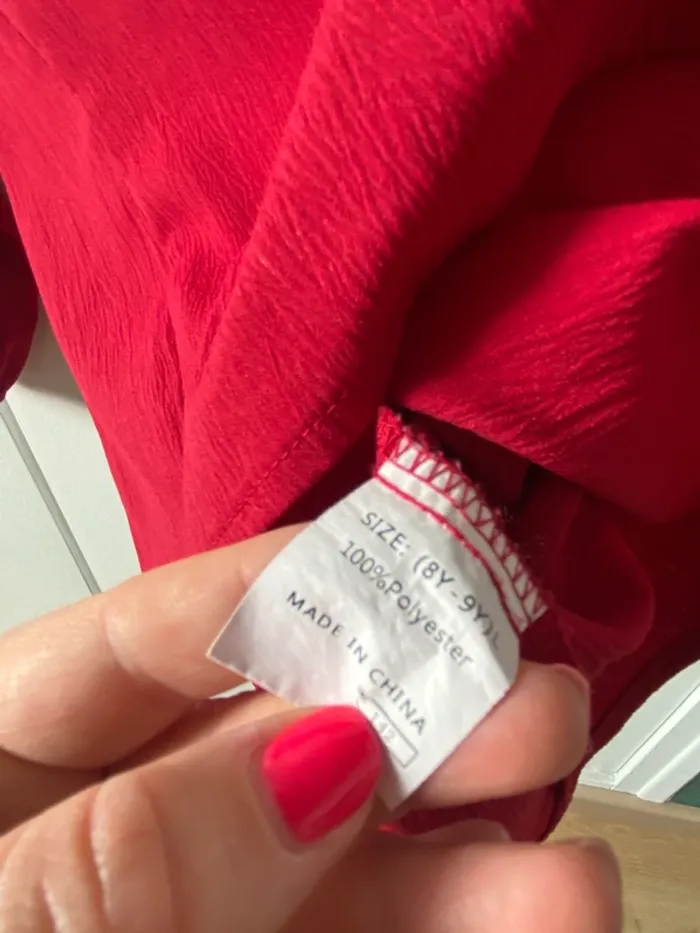 SIZE: (8Y-9Y)L
100%Polyester
MADE IN CHINA